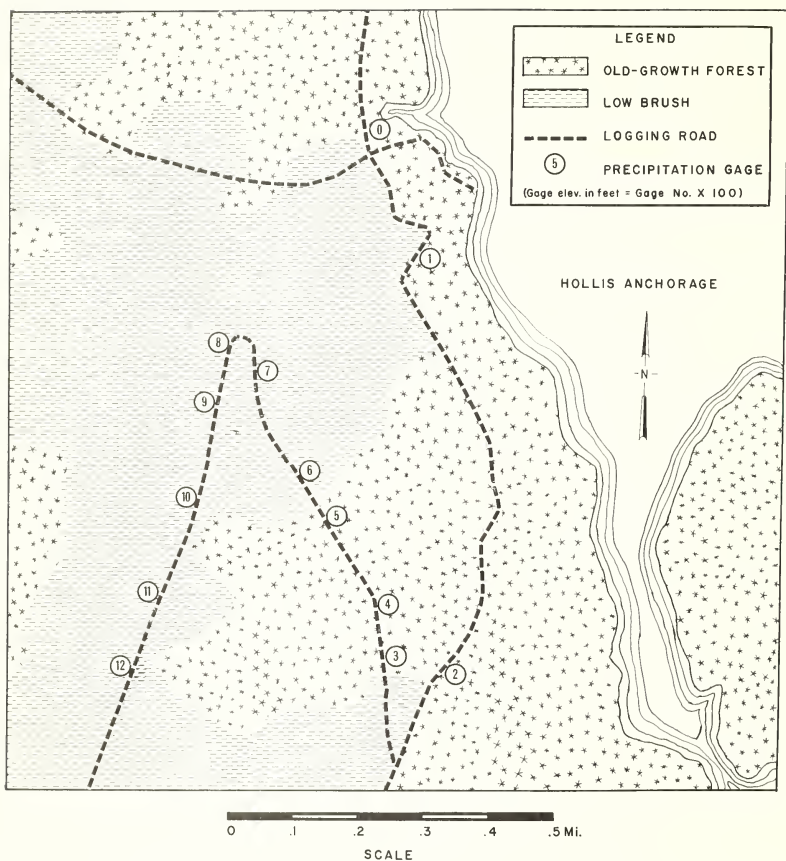 LEGEND
OLD-GROWTH FOREST
LOW BRUSH
LOGGING ROAD
5 PRECIPITATION GAGE
(Gage elev. in feet = Gage No. X 100)
0
1
HOLLIS ANCHORAGE
-N-
8
7
9
6
10
5
11
4
3
12
2
0 .1 .2 .3 .4 .5 Mi.
SCALE